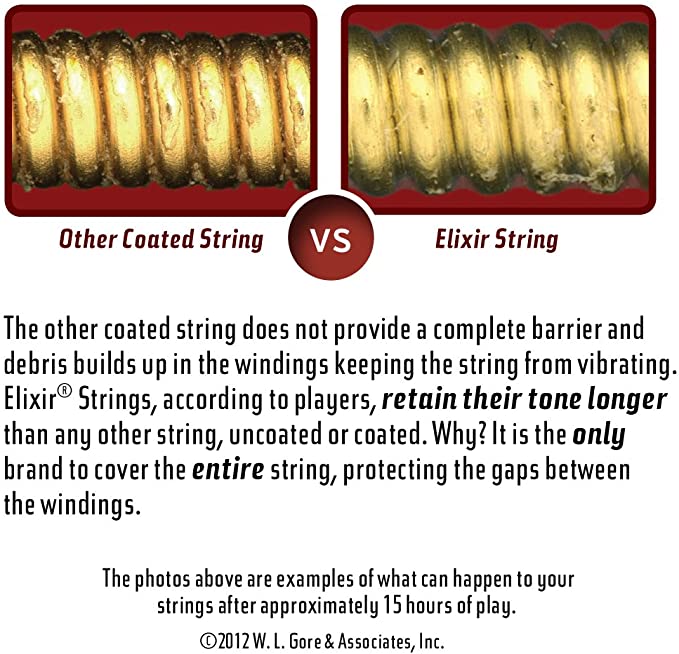 Other Coated String
VS
Elixir String
The other coated string does not provide a complete barrier and
debris builds up in the windings keeping the string from vibrating.
Elixir® Strings, according to players, retain their tone longer
than any other string, uncoated or coated. Why? It is the only
brand to cover the entire string, protecting the gaps between
the windings.
The photos above are examples of what can happen to your
strings after approximately 15 hours of play.
©2012 W. L. Gore & Associates, Inc.